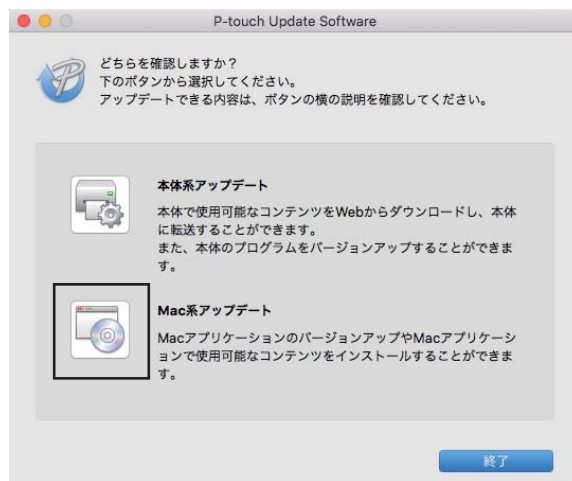 P-touch Update Software
どちらを確認しますか？
下のボタンから選択してください。
アップデートできる内容は、ボタンの横の説明を確認してください。
本体系アップデート
本体で使用可能なコンテンツをWebからダウンロードし、本体
に転送することができます。
また、本体のプログラムをバージョンアップすることができま
す。
Mac系アップデート
MacアプリケーションのバージョンアップやMacアプリケーシ
ョンで使用可能なコンテンツをインストールすることができま
す。
終了